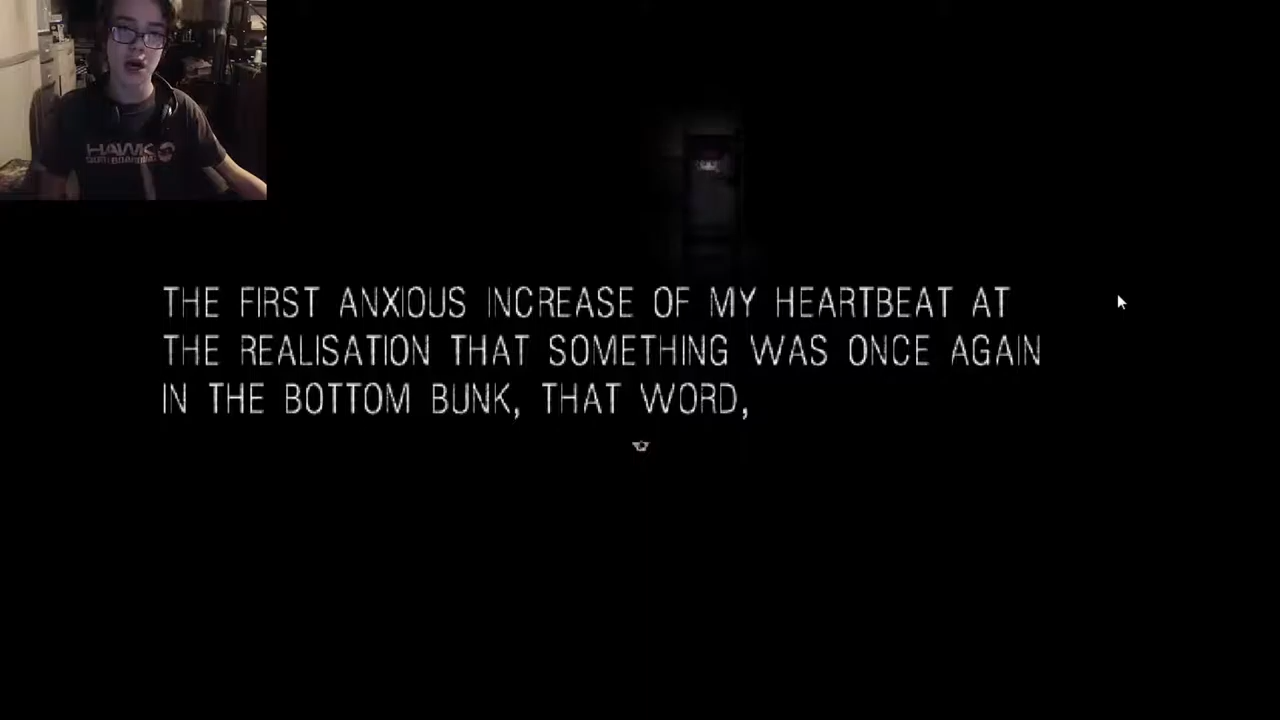 HAWK
THE FIRST ANXIOUS INCREASE OF MY HEARTBEAT AT
THE REALISATION THAT SOMETHING WAS ONCE AGAIN
IN THE BOTTOM BUNK, THAT WORD,